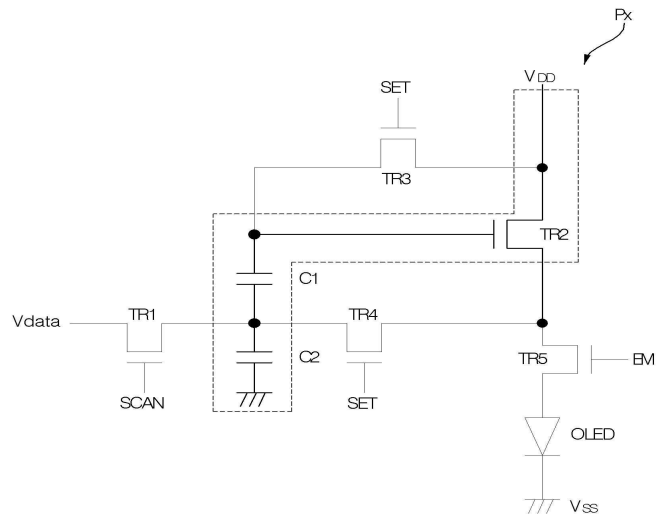 Px
VDD
SET
TR3
TR2
C1
Vdata
TR1
TR4
C2
TR5
EM
SCAN
SET
OLED
VSS